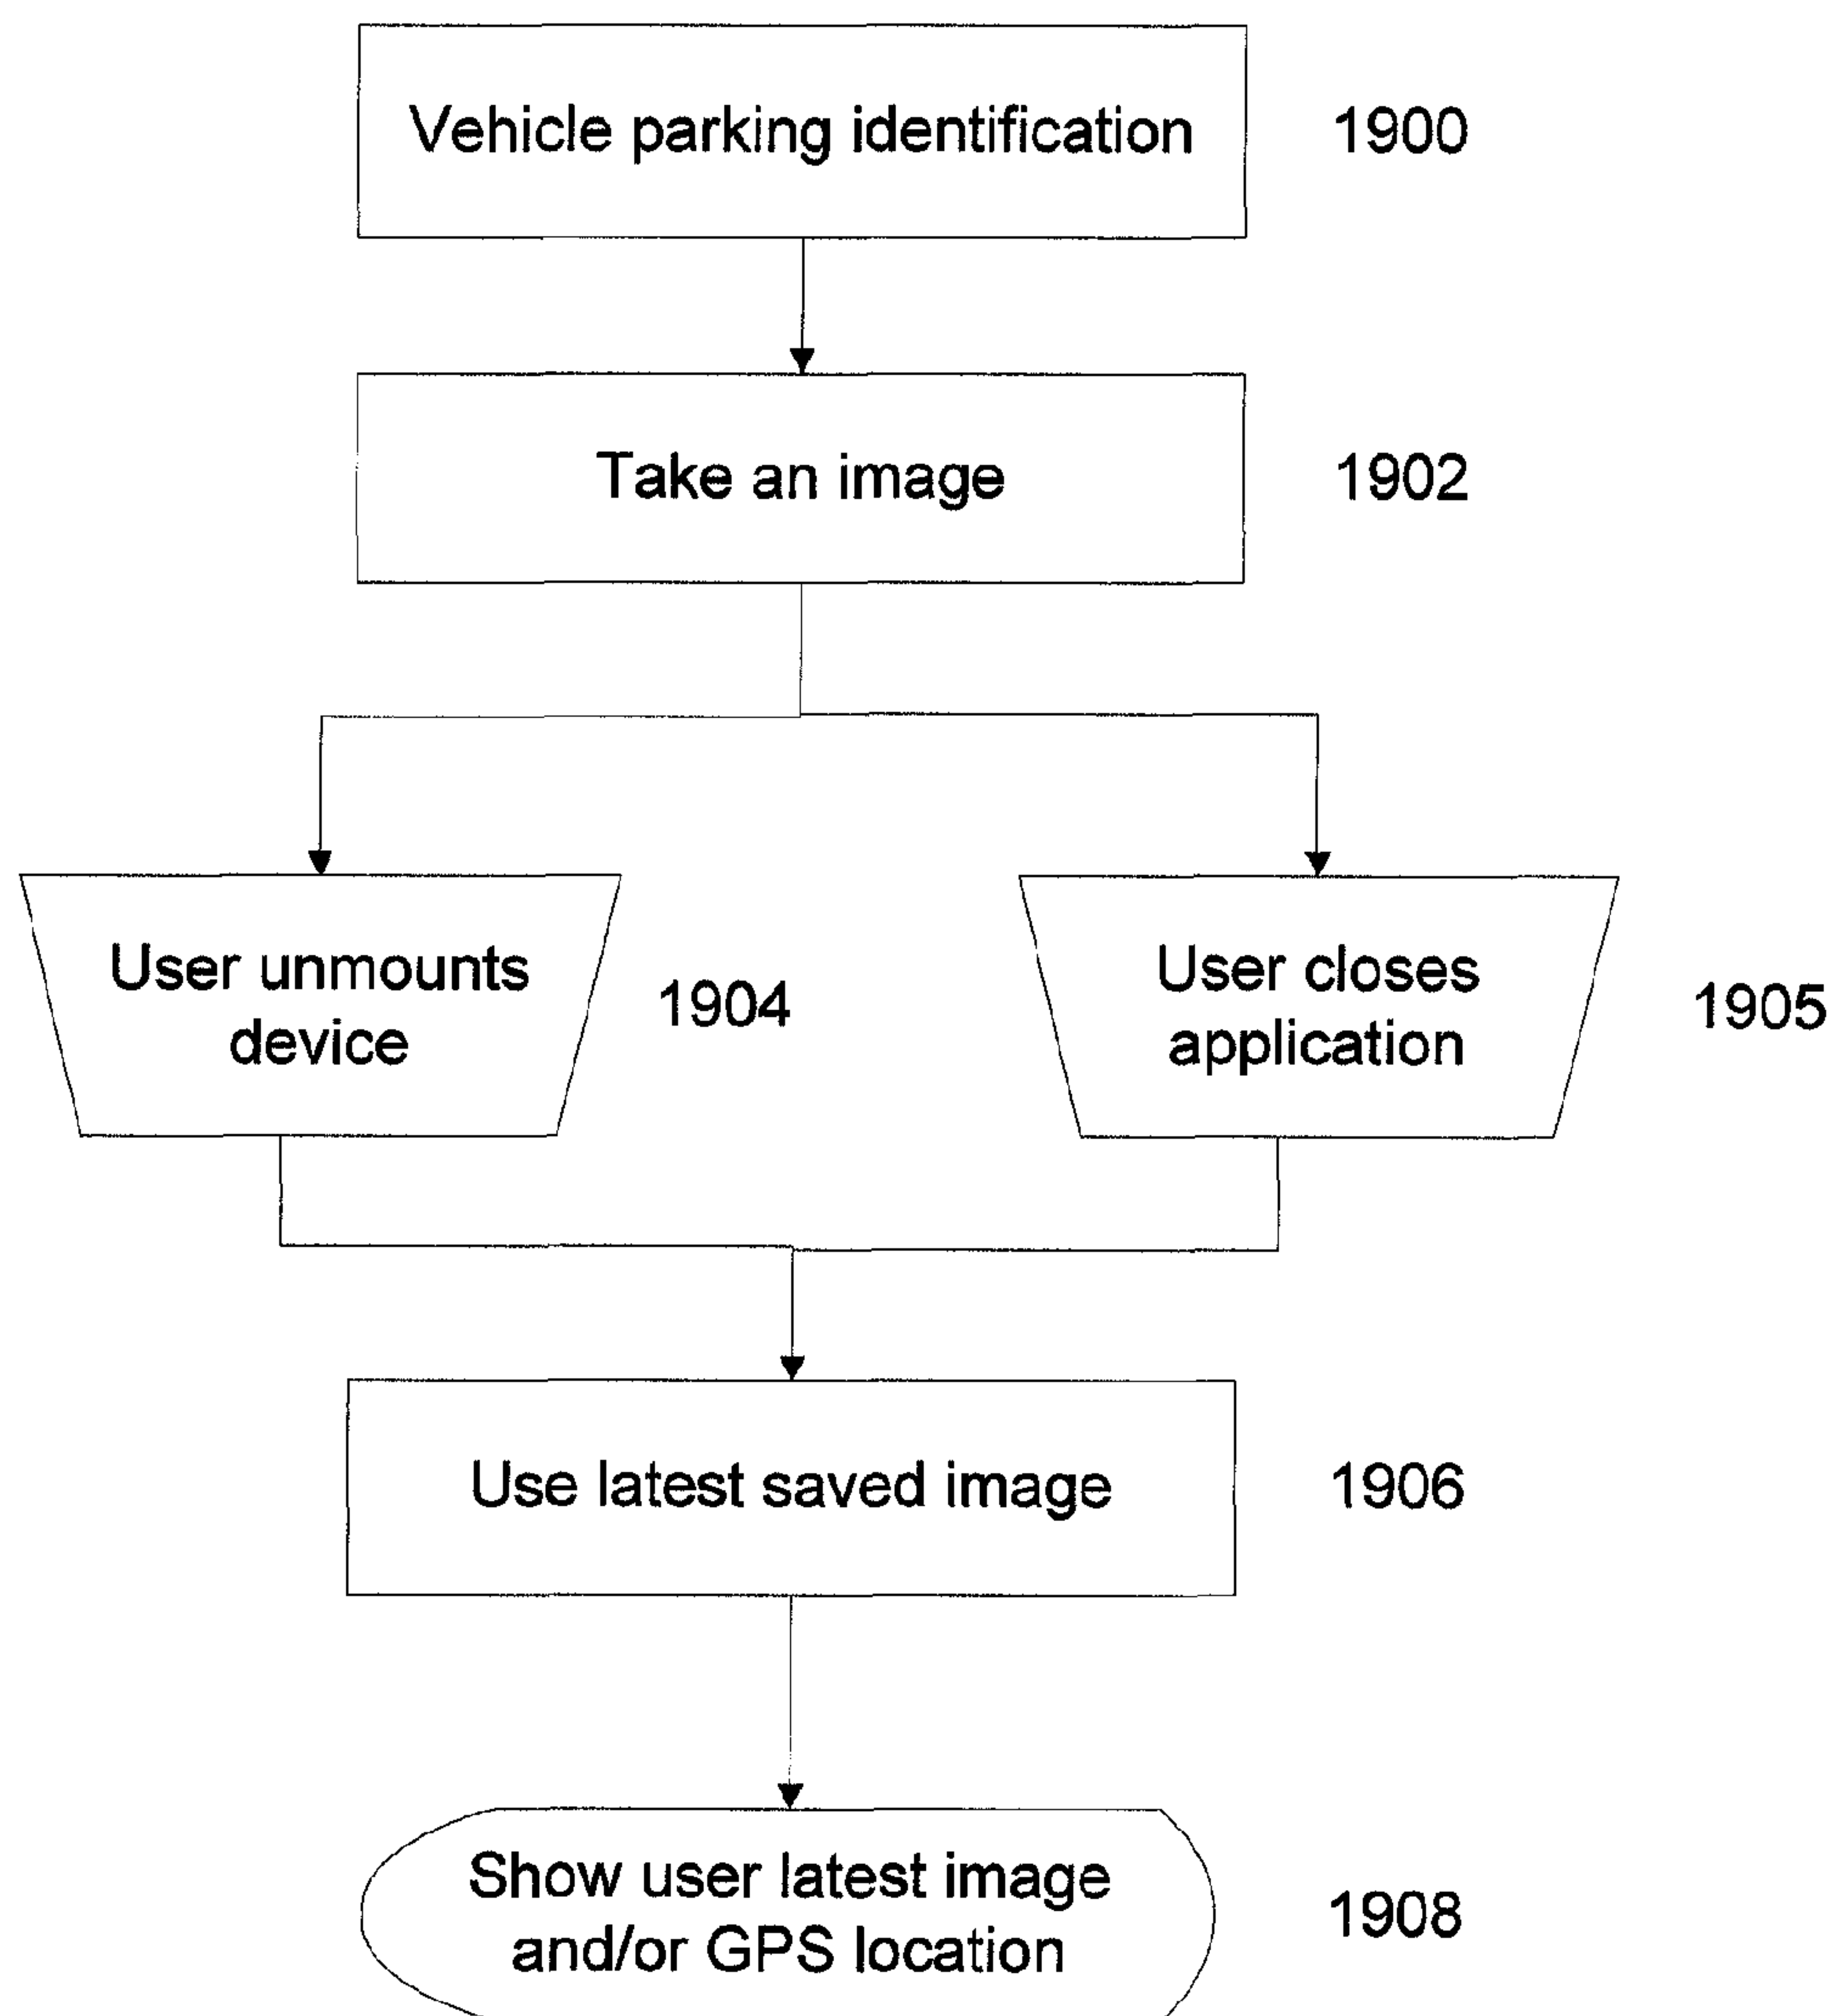 Vehicle parking identification 1900
Take an image 1902
User unmounts
device
1904
User closes
application
1905
Use latest saved image 1906
Show user latest image
and/or GPS location
1908